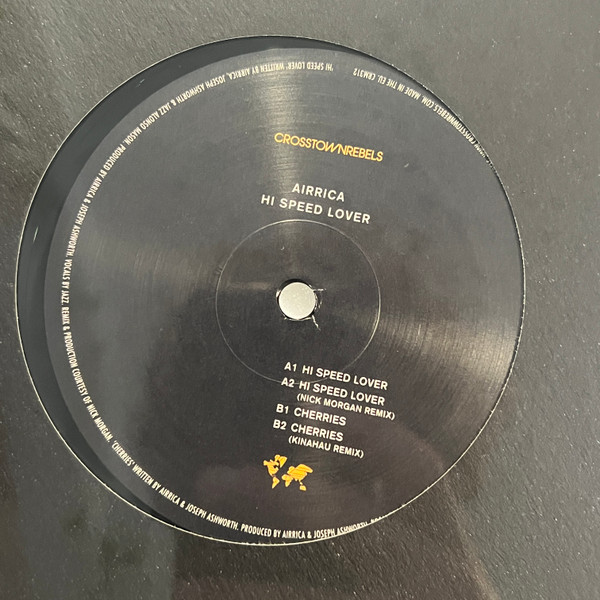 CROSSTOWNREBELS
AIRRICA
HI SPEED LOVER
A1 HI SPEED LOVER
A2 HI SPEED LOVER
(NICK MORGAN REMIX)
B1 CHERRIES
B2 CHERRIES
(KINAHAU REMIX)
'HI SPEED LOVER' WRITTEN BY AIRRICA, JOSEPH ASHWORTH & JAZZ ALONSO MASON. PRODUCED BY AIRRICA & JOSEPH ASHWORTH. VOCALS BY JAZZ. REMIX & PRODUCTION COURTESY OF NICK MORGAN. 'CHERRIES' WRITTEN BY AIRRICA & JOSEPH ASHWORTH. PRODUCED BY AIRRICA & JOSEPH ASHWORTH.
CROSSTOWNREBELS.COM. MADE IN THE EU. CRM312